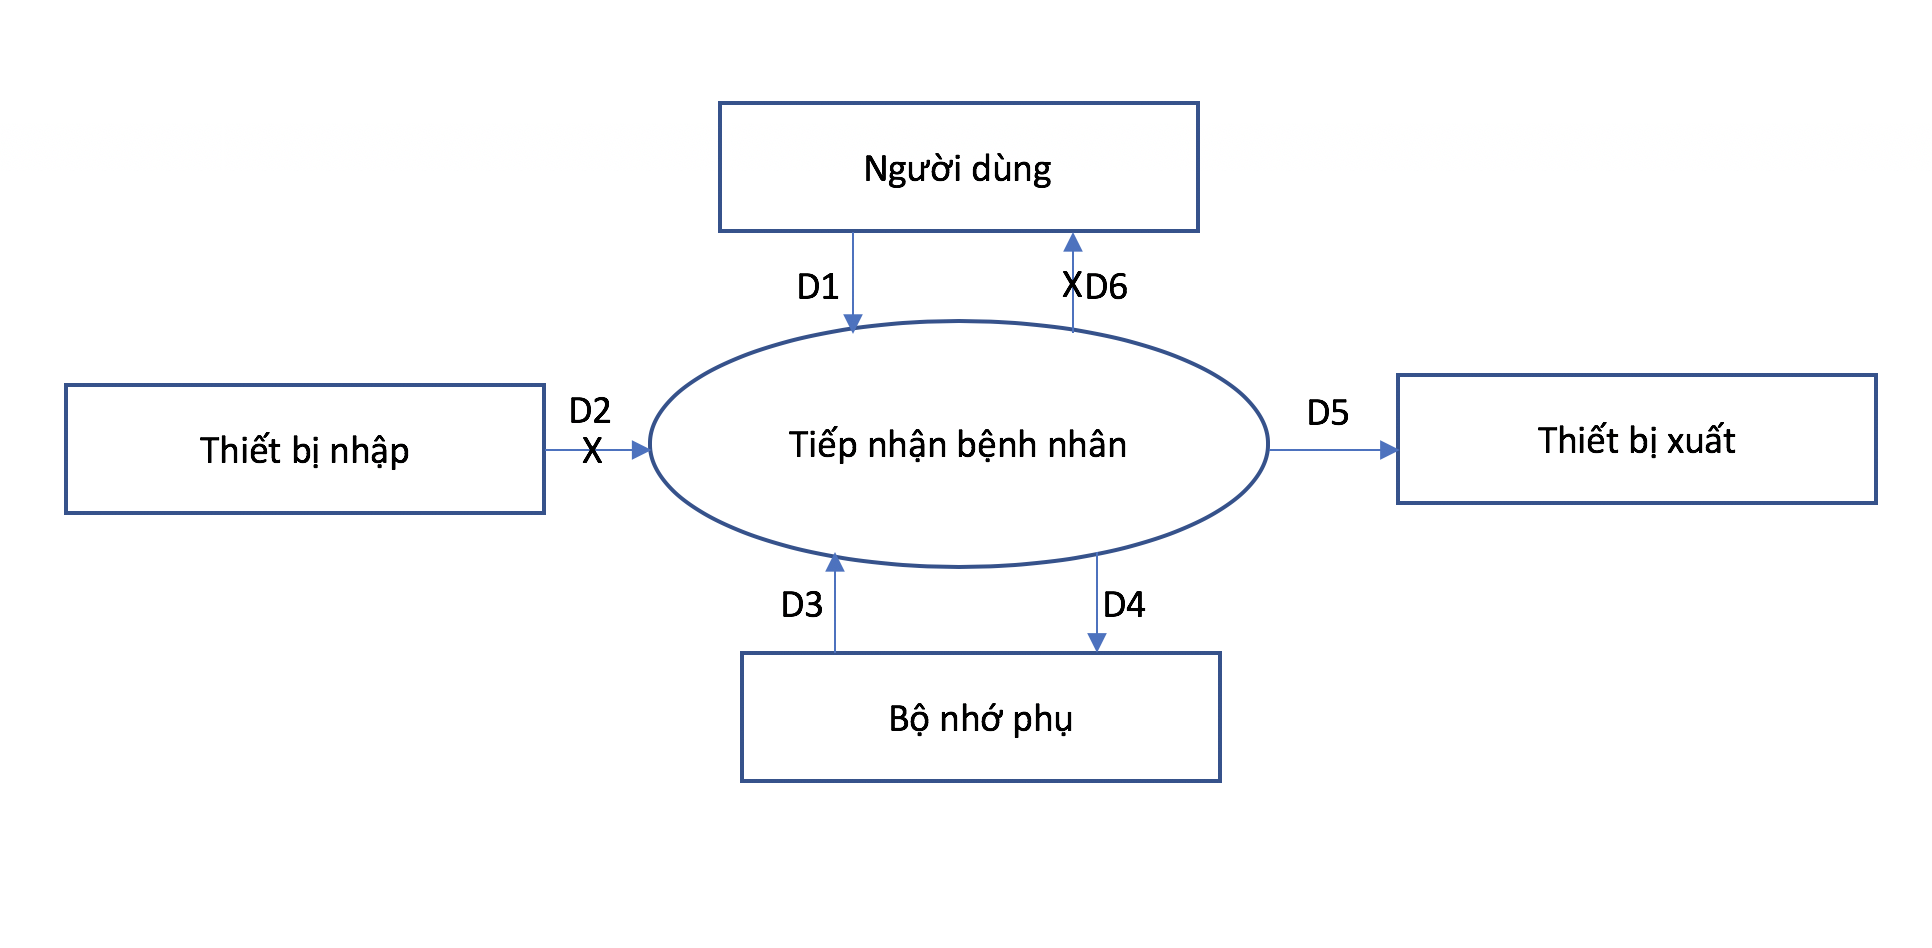 Người dùng
D1
X D6
D2
X
Thiết bị nhập
Tiếp nhận bệnh nhân
D5
Thiết bị xuất
D3
D4
Bộ nhớ phụ